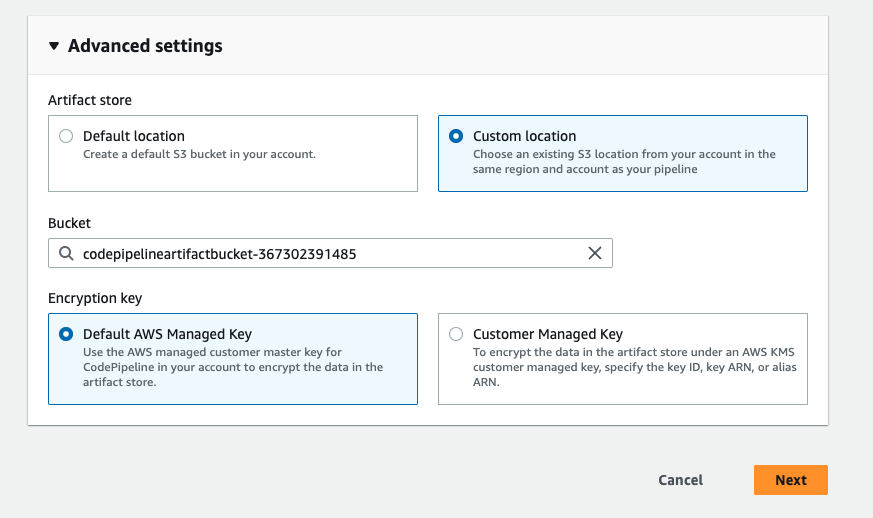 Advanced settings
Artifact store
Default location
Create a default S3 bucket in your account.
Custom location
Choose an existing S3 location from your account in the
same region and account as your pipeline
Bucket
codepipelineartifactbucket-367302391485
Encryption key
Default AWS Managed Key
Use the AWS managed customer master key for
CodePipeline in your account to encrypt the data in the
artifact store.
Customer Managed Key
To encrypt the data in the artifact store under an AWS KMS
customer managed key, specify the key ID, key ARN, or alias
ARN.
Cancel
Next